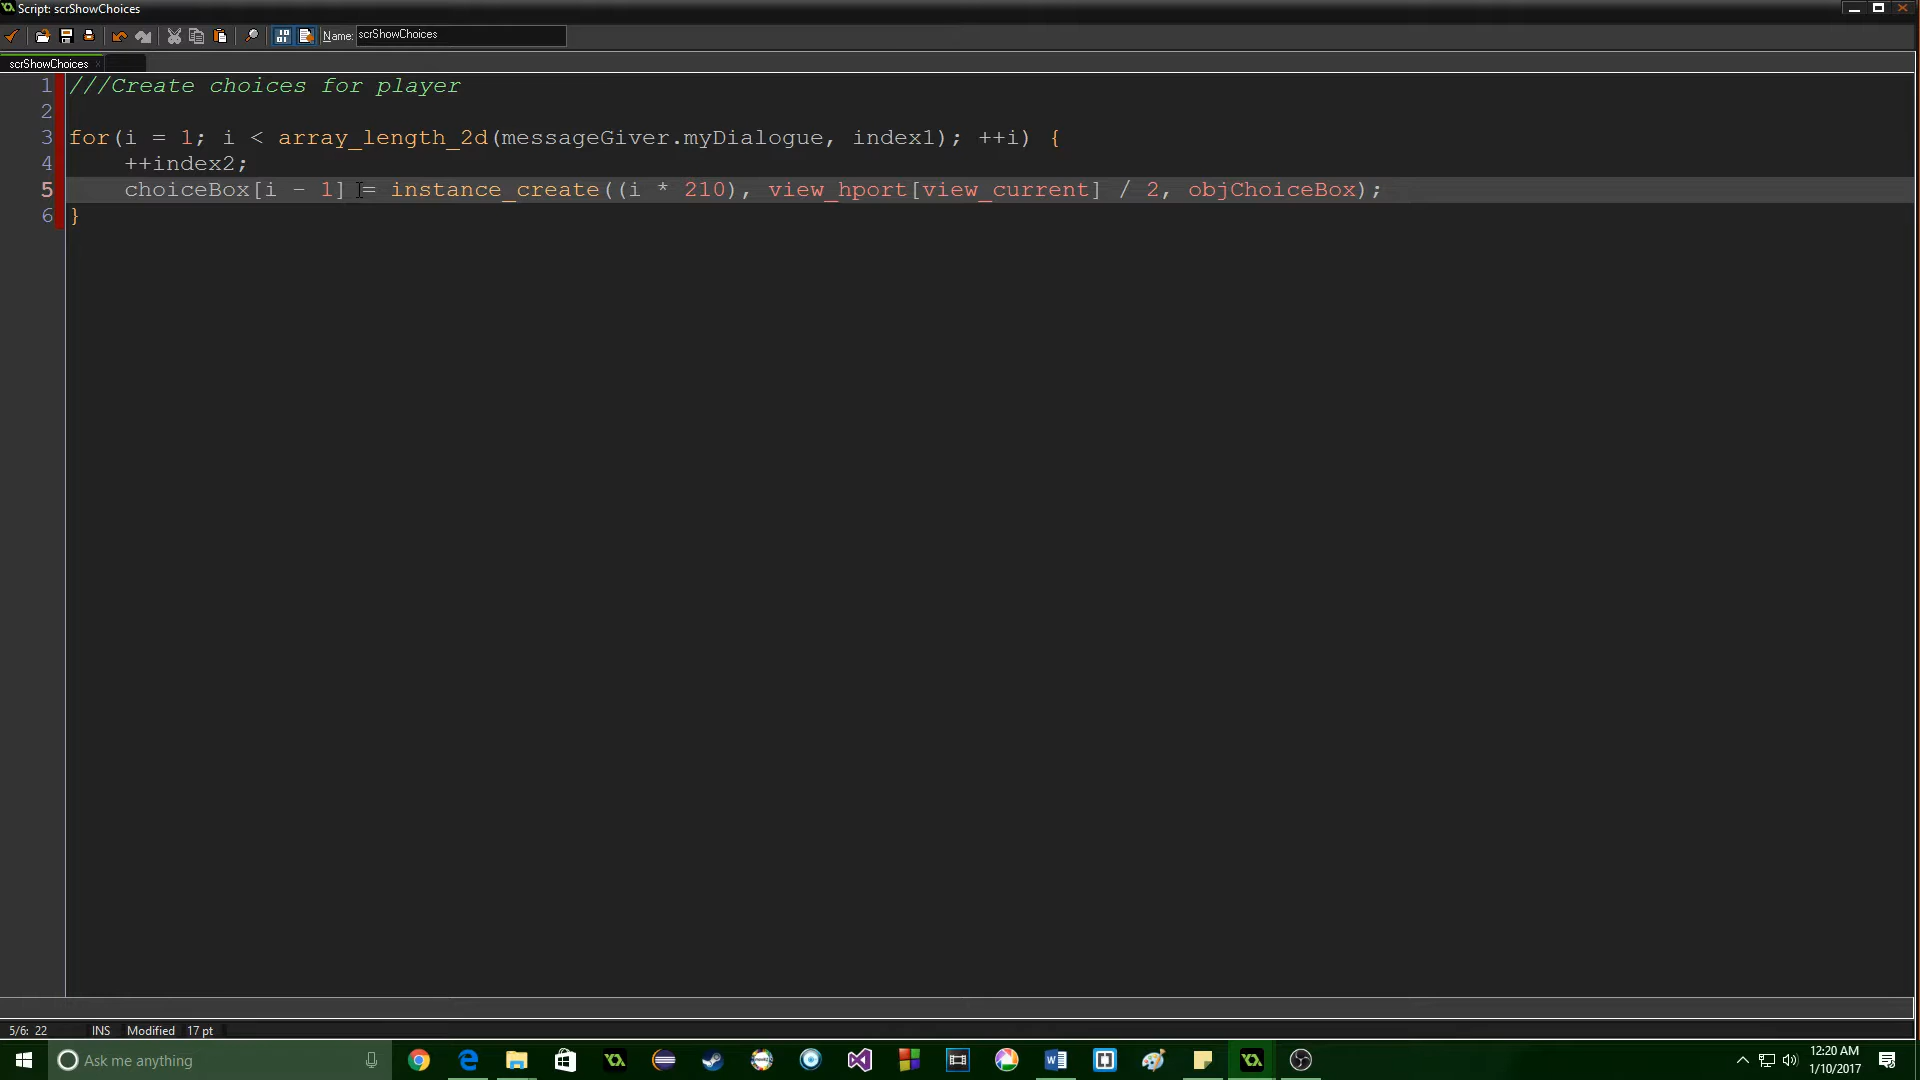 Script: scrShowChoices
Name: scrShowChoices
scrShowChoices
1 ///Create choices for player
2
3 for(i = 1; i < array_length_2d(messageGiver.myDialogue, index1); ++i) {
4 ++index2;
5 choiceBox[i - 1] = instance_create((i * 210), view_hport[view_current] / 2, objChoiceBox);
6 }
5/6: 22 INS Modified 17 pt
Ask me anything
12:20 AM
1/10/2017